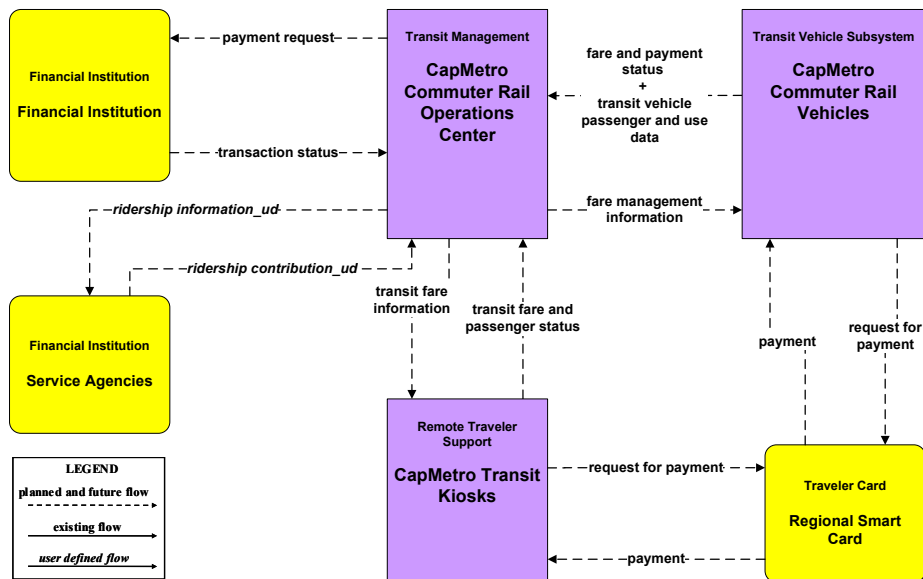 payment request
Financial Institution
Financial Institution
transaction status
Transit Management
CapMetro
Commuter Rail
Operations
Center
fare and payment
status
+
transit vehicle
passenger and use
data
fare management
information
Transit Vehicle Subsystem
CapMetro
Commuter Rail
Vehicles
ridership information_ud
ridership contribution_ud
transit fare
information
transit fare and
passenger status
payment
request for
payment
Financial Institution
Service Agencies
Remote Traveler
Support
CapMetro Transit
Kiosks
request for payment
payment
Traveler Card
Regional Smart
Card
LEGEND
planned and future flow
existing flow
user defined flow